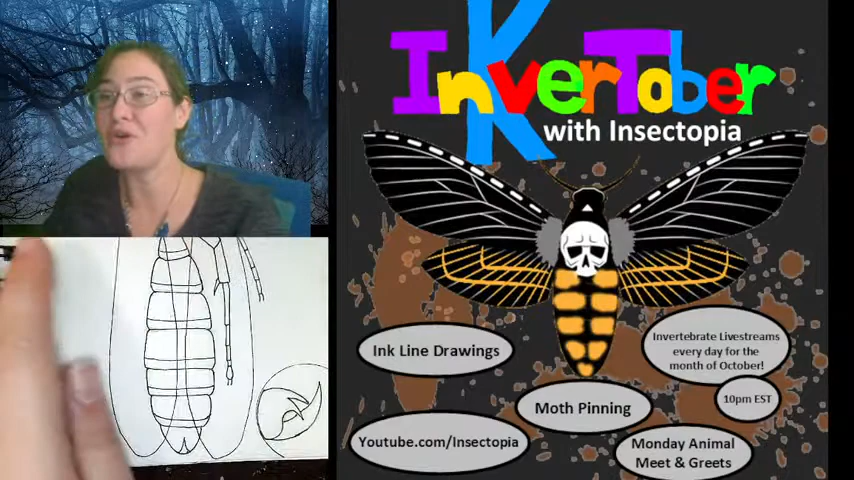 InKverTober
with Insectopia
Ink Line Drawings
Invertebrate Livestreams
every day for the
month of October!
10pm EST
Moth Pinning
Youtube.com/Insectopia
Monday Animal
Meet & Greets